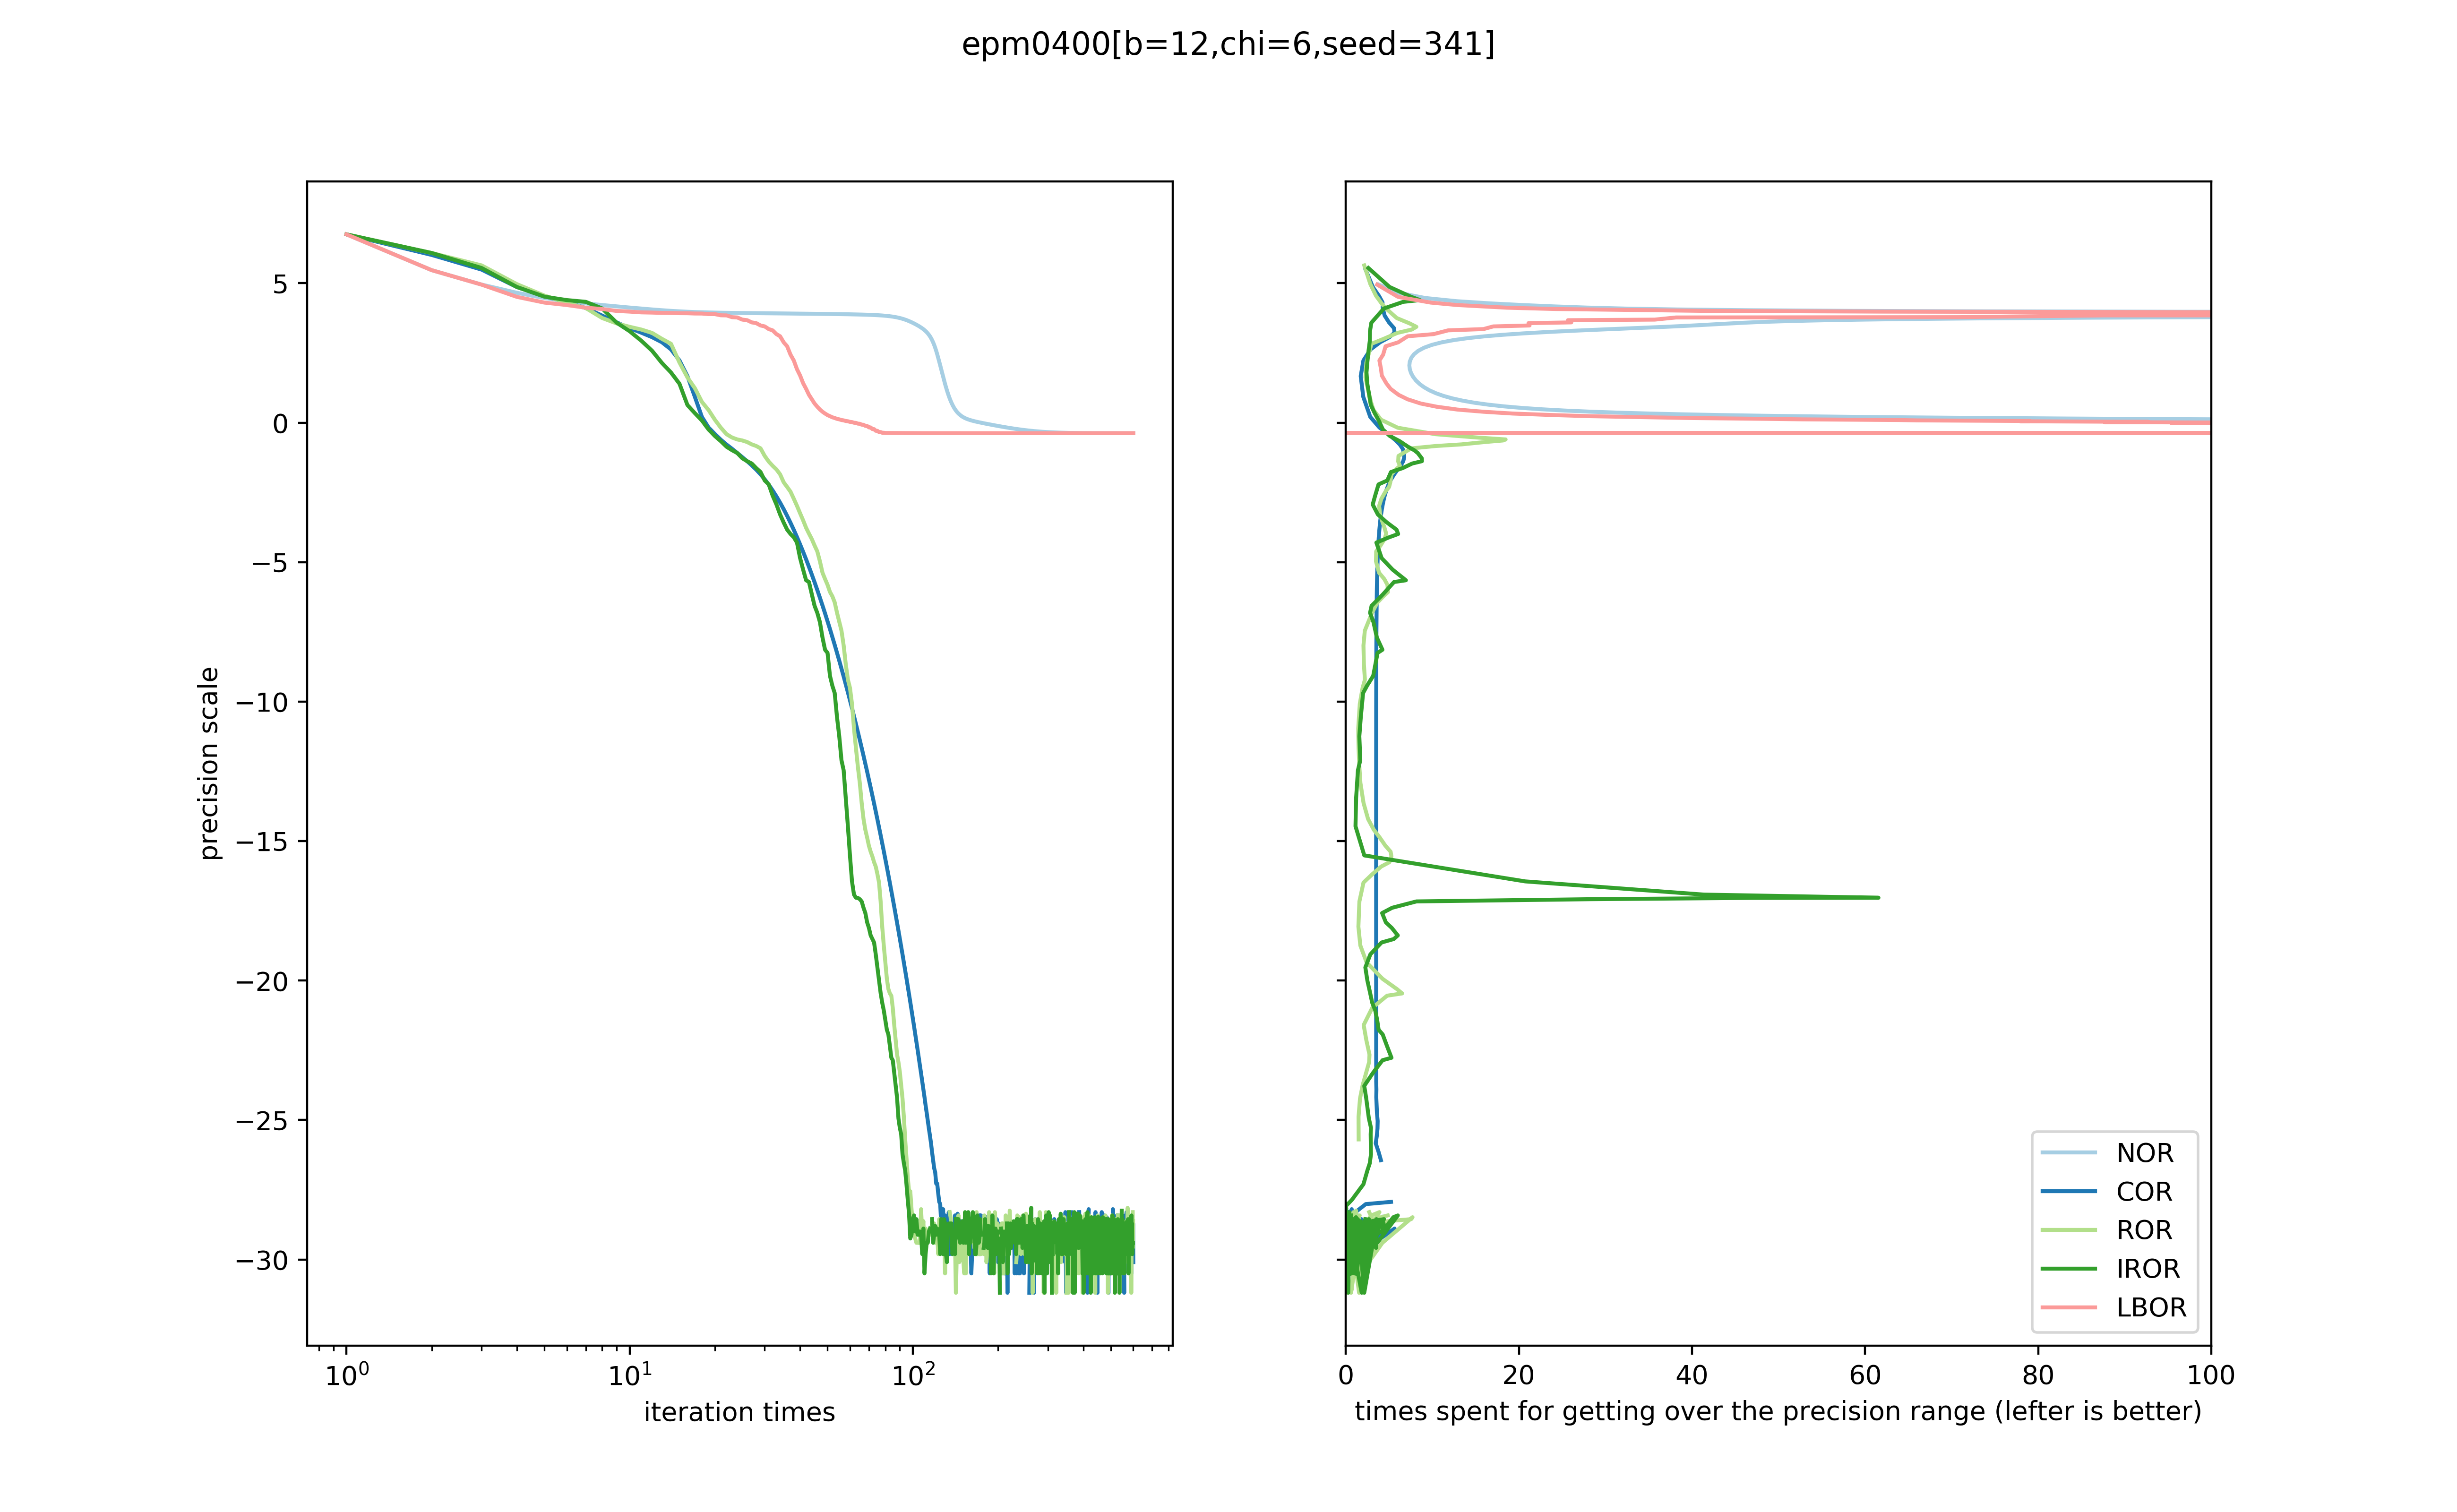 epm0400[b=12,chi=6,seed=341]
precision scale
5
0
−5
−10
−15
−20
−25
−30
10⁰
10¹
10²
iteration times
0
20
40
60
80
100
times spent for getting over the precision range (lefter is better)
NOR
COR
ROR
IROR
LBOR